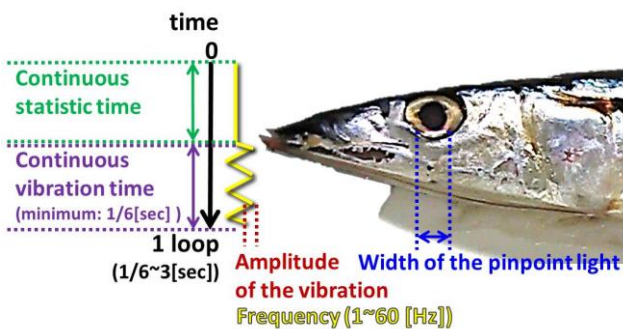 time
0
Continuous
statistic time
Continuous
vibration time
(minimum: 1/6[sec] )
1 loop
(1/6~3[sec])
Amplitude
of the vibration
Width of the pinpoint light
Frequency (1~60 [Hz])